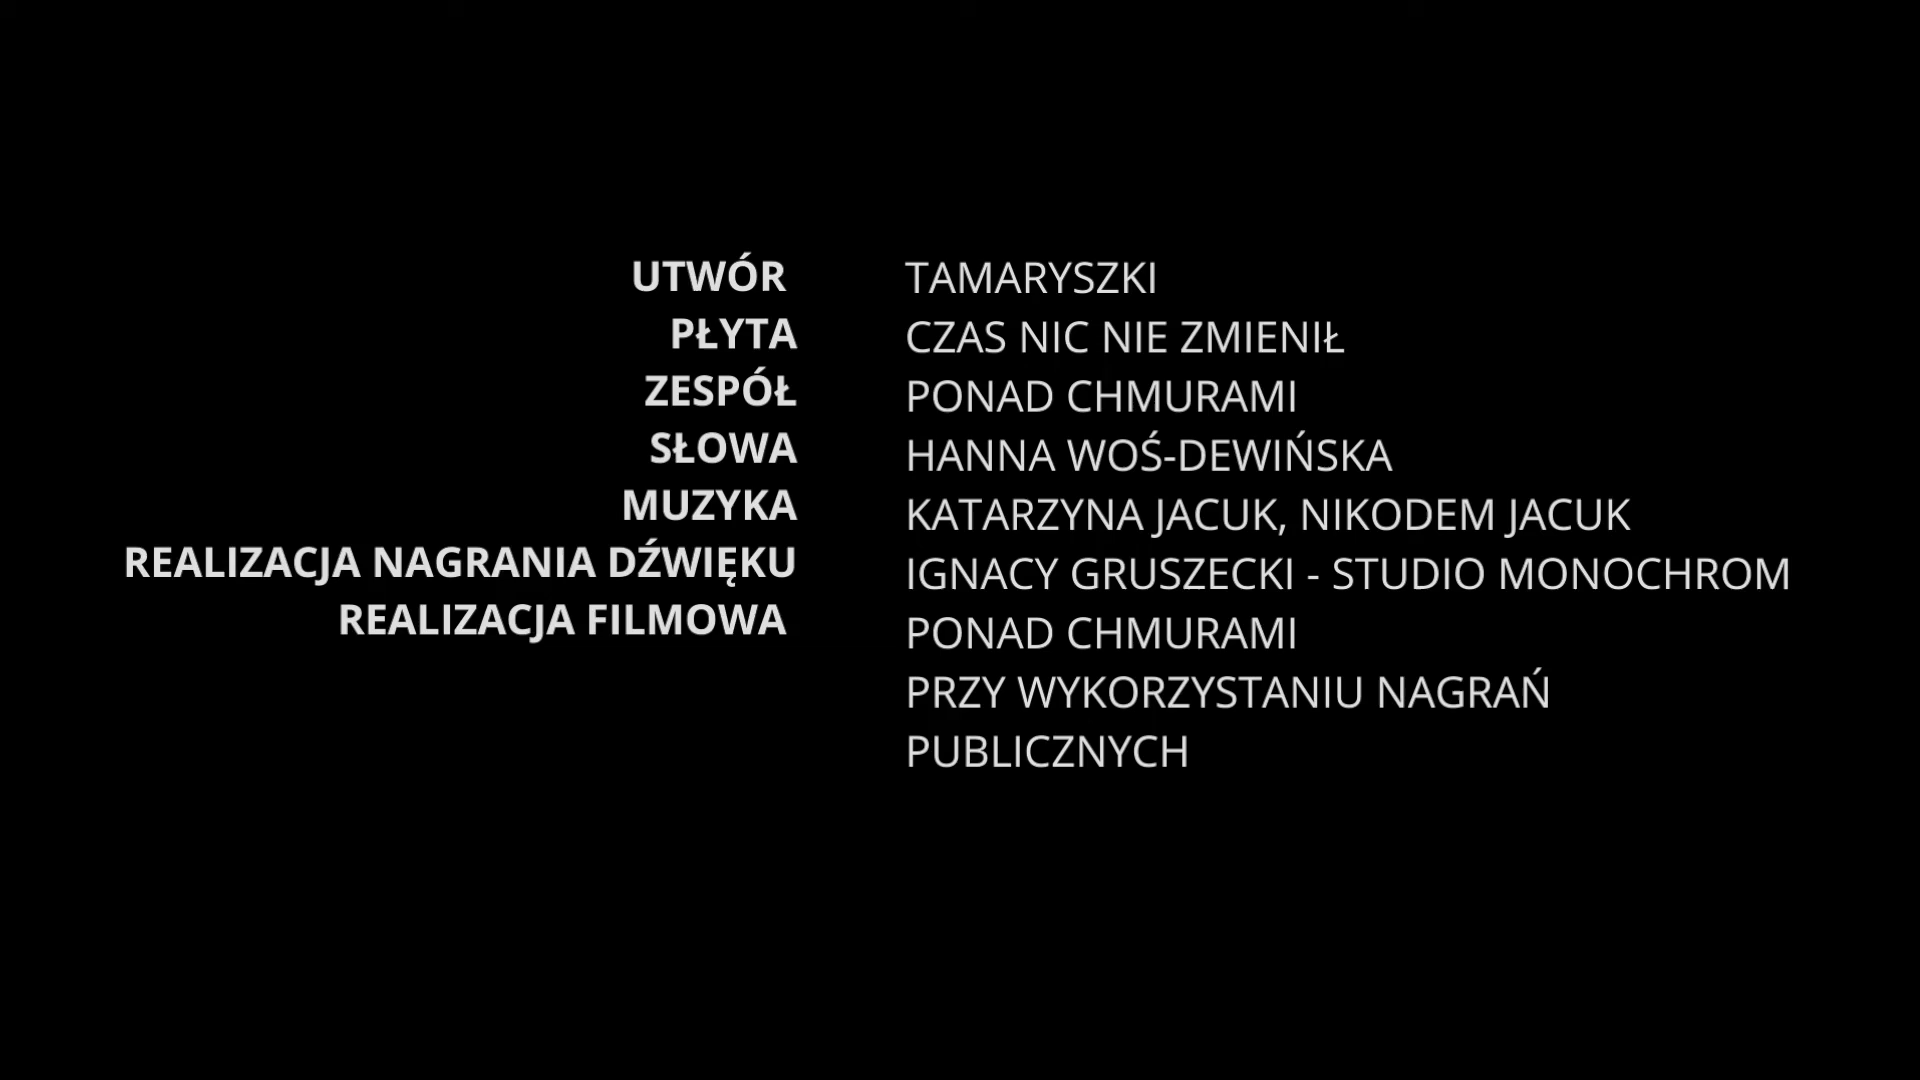 UTWÓR TAMARYSZKI
PŁYTA CZAS NIC NIE ZMIENIŁ
ZESPÓŁ PONAD CHMURAMI
SŁOWA HANNA WOŚ-DEWIŃSKA
MUZYKA KATARZYNA JACUK, NIKODEM JACUK
REALIZACJA NAGRANIA DŹWIĘKU IGNACY GRUSZECKI - STUDIO MONOCHROM
REALIZACJA FILMOWA PONAD CHMURAMI
PRZY WYKORZYSTANIU NAGRAŃ
PUBLICZNYCH